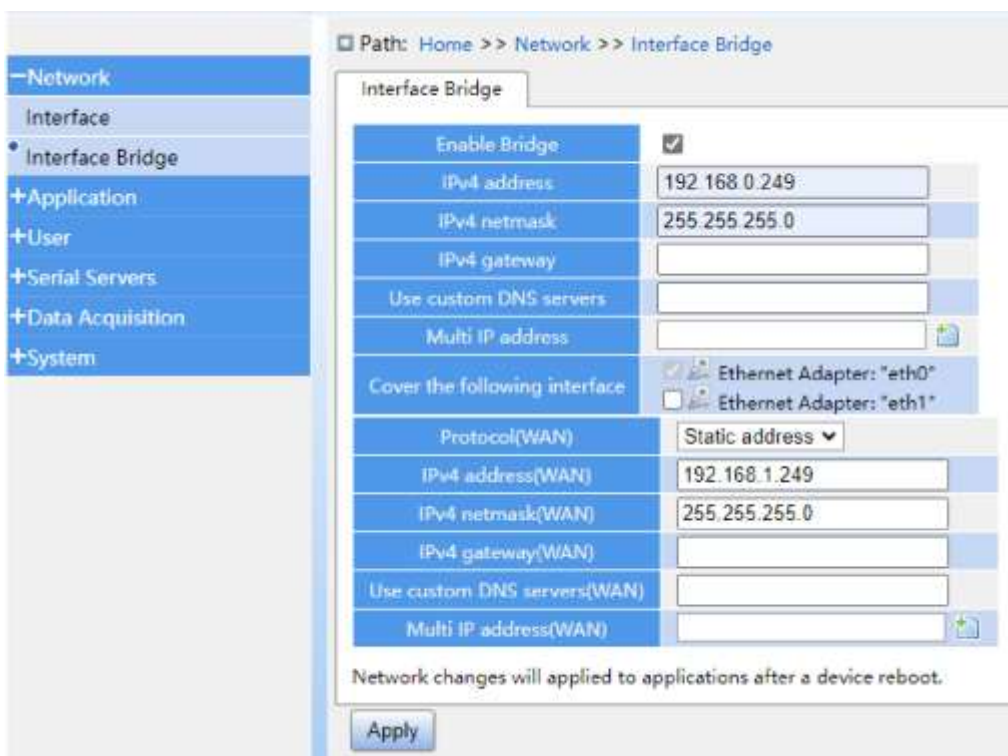 Path: Home >> Network >> Interface Bridge
−Network
Interface
Interface Bridge
+Application
+User
+Serial Servers
+Data Acquisition
+System
Interface Bridge
Enable Bridge
IPv4 address 192.168.0.249
IPv4 netmask 255.255.255.0
IPv4 gateway
Use custom DNS servers
Multi IP address
Cover the following interface
Ethernet Adapter: "eth0"
Ethernet Adapter: "eth1"
Protocol(WAN) Static address
IPv4 address(WAN) 192.168.1.249
IPv4 netmask(WAN) 255.255.255.0
IPv4 gateway(WAN)
Use custom DNS servers(WAN)
Multi IP address(WAN)
Network changes will applied to applications after a device reboot.
Apply